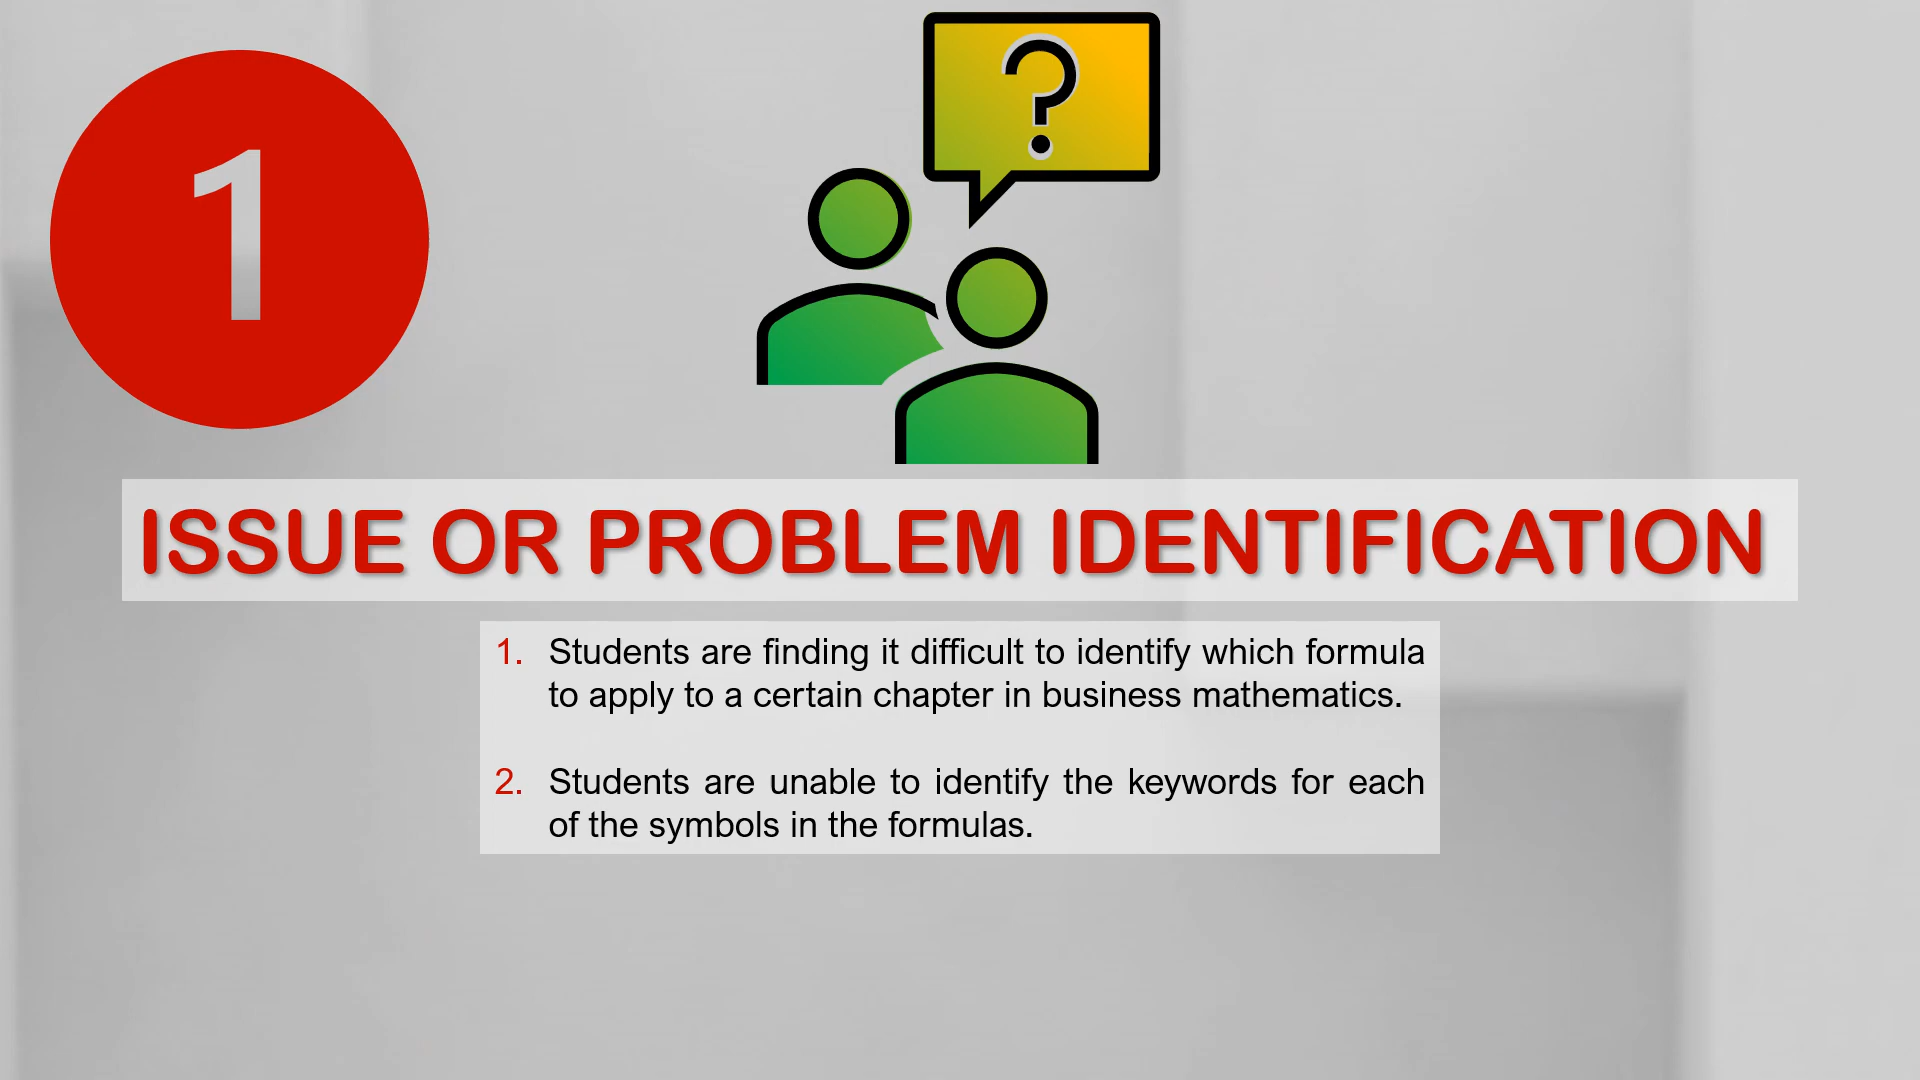 1
?
ISSUE OR PROBLEM IDENTIFICATION
1. Students are finding it difficult to identify which formula
to apply to a certain chapter in business mathematics.
2. Students are unable to identify the keywords for each
of the symbols in the formulas.